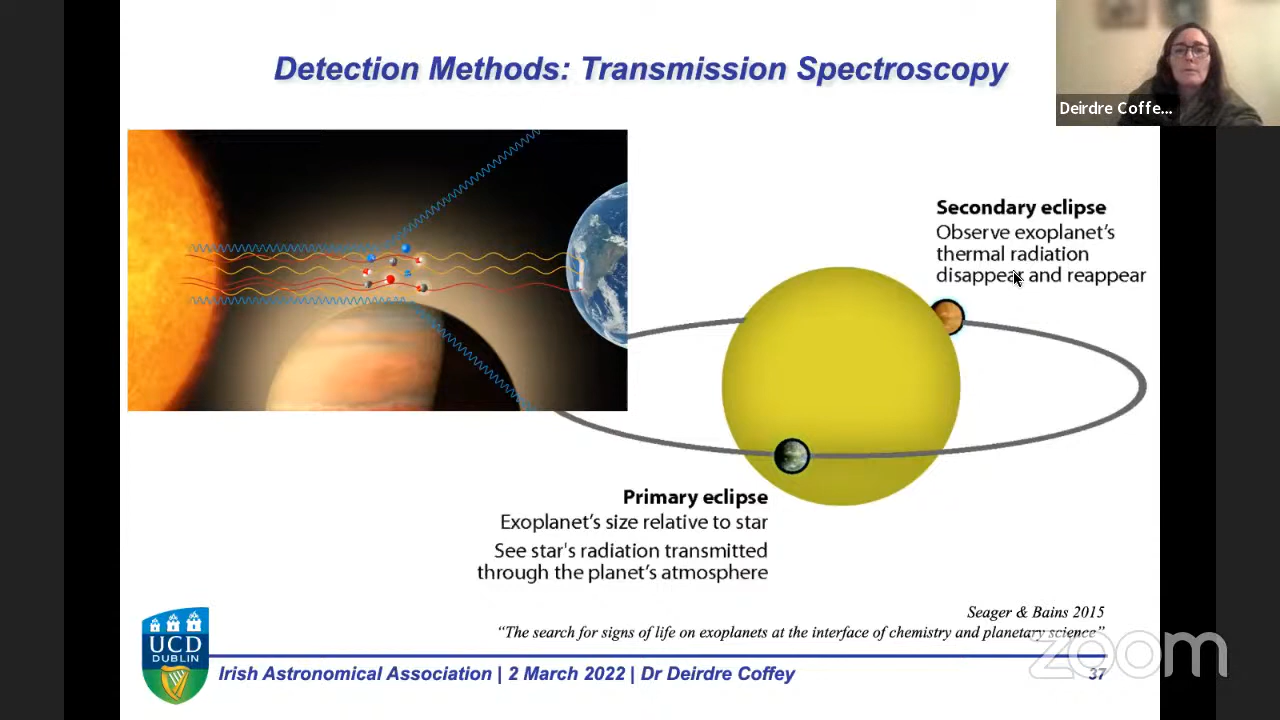 Detection Methods: Transmission Spectroscopy
Deirdre Coffe...
Secondary eclipse
Observe exoplanet's
thermal radiation
disappear and reappear
Primary eclipse
Exoplanet's size relative to star
See star's radiation transmitted
through the planet's atmosphere
Seager & Bains 2015
“The search for signs of life on exoplanets at the interface of chemistry and planetary science”
UCD
DUBLIN
Irish Astronomical Association | 2 March 2022 | Dr Deirdre Coffey
37
zoom